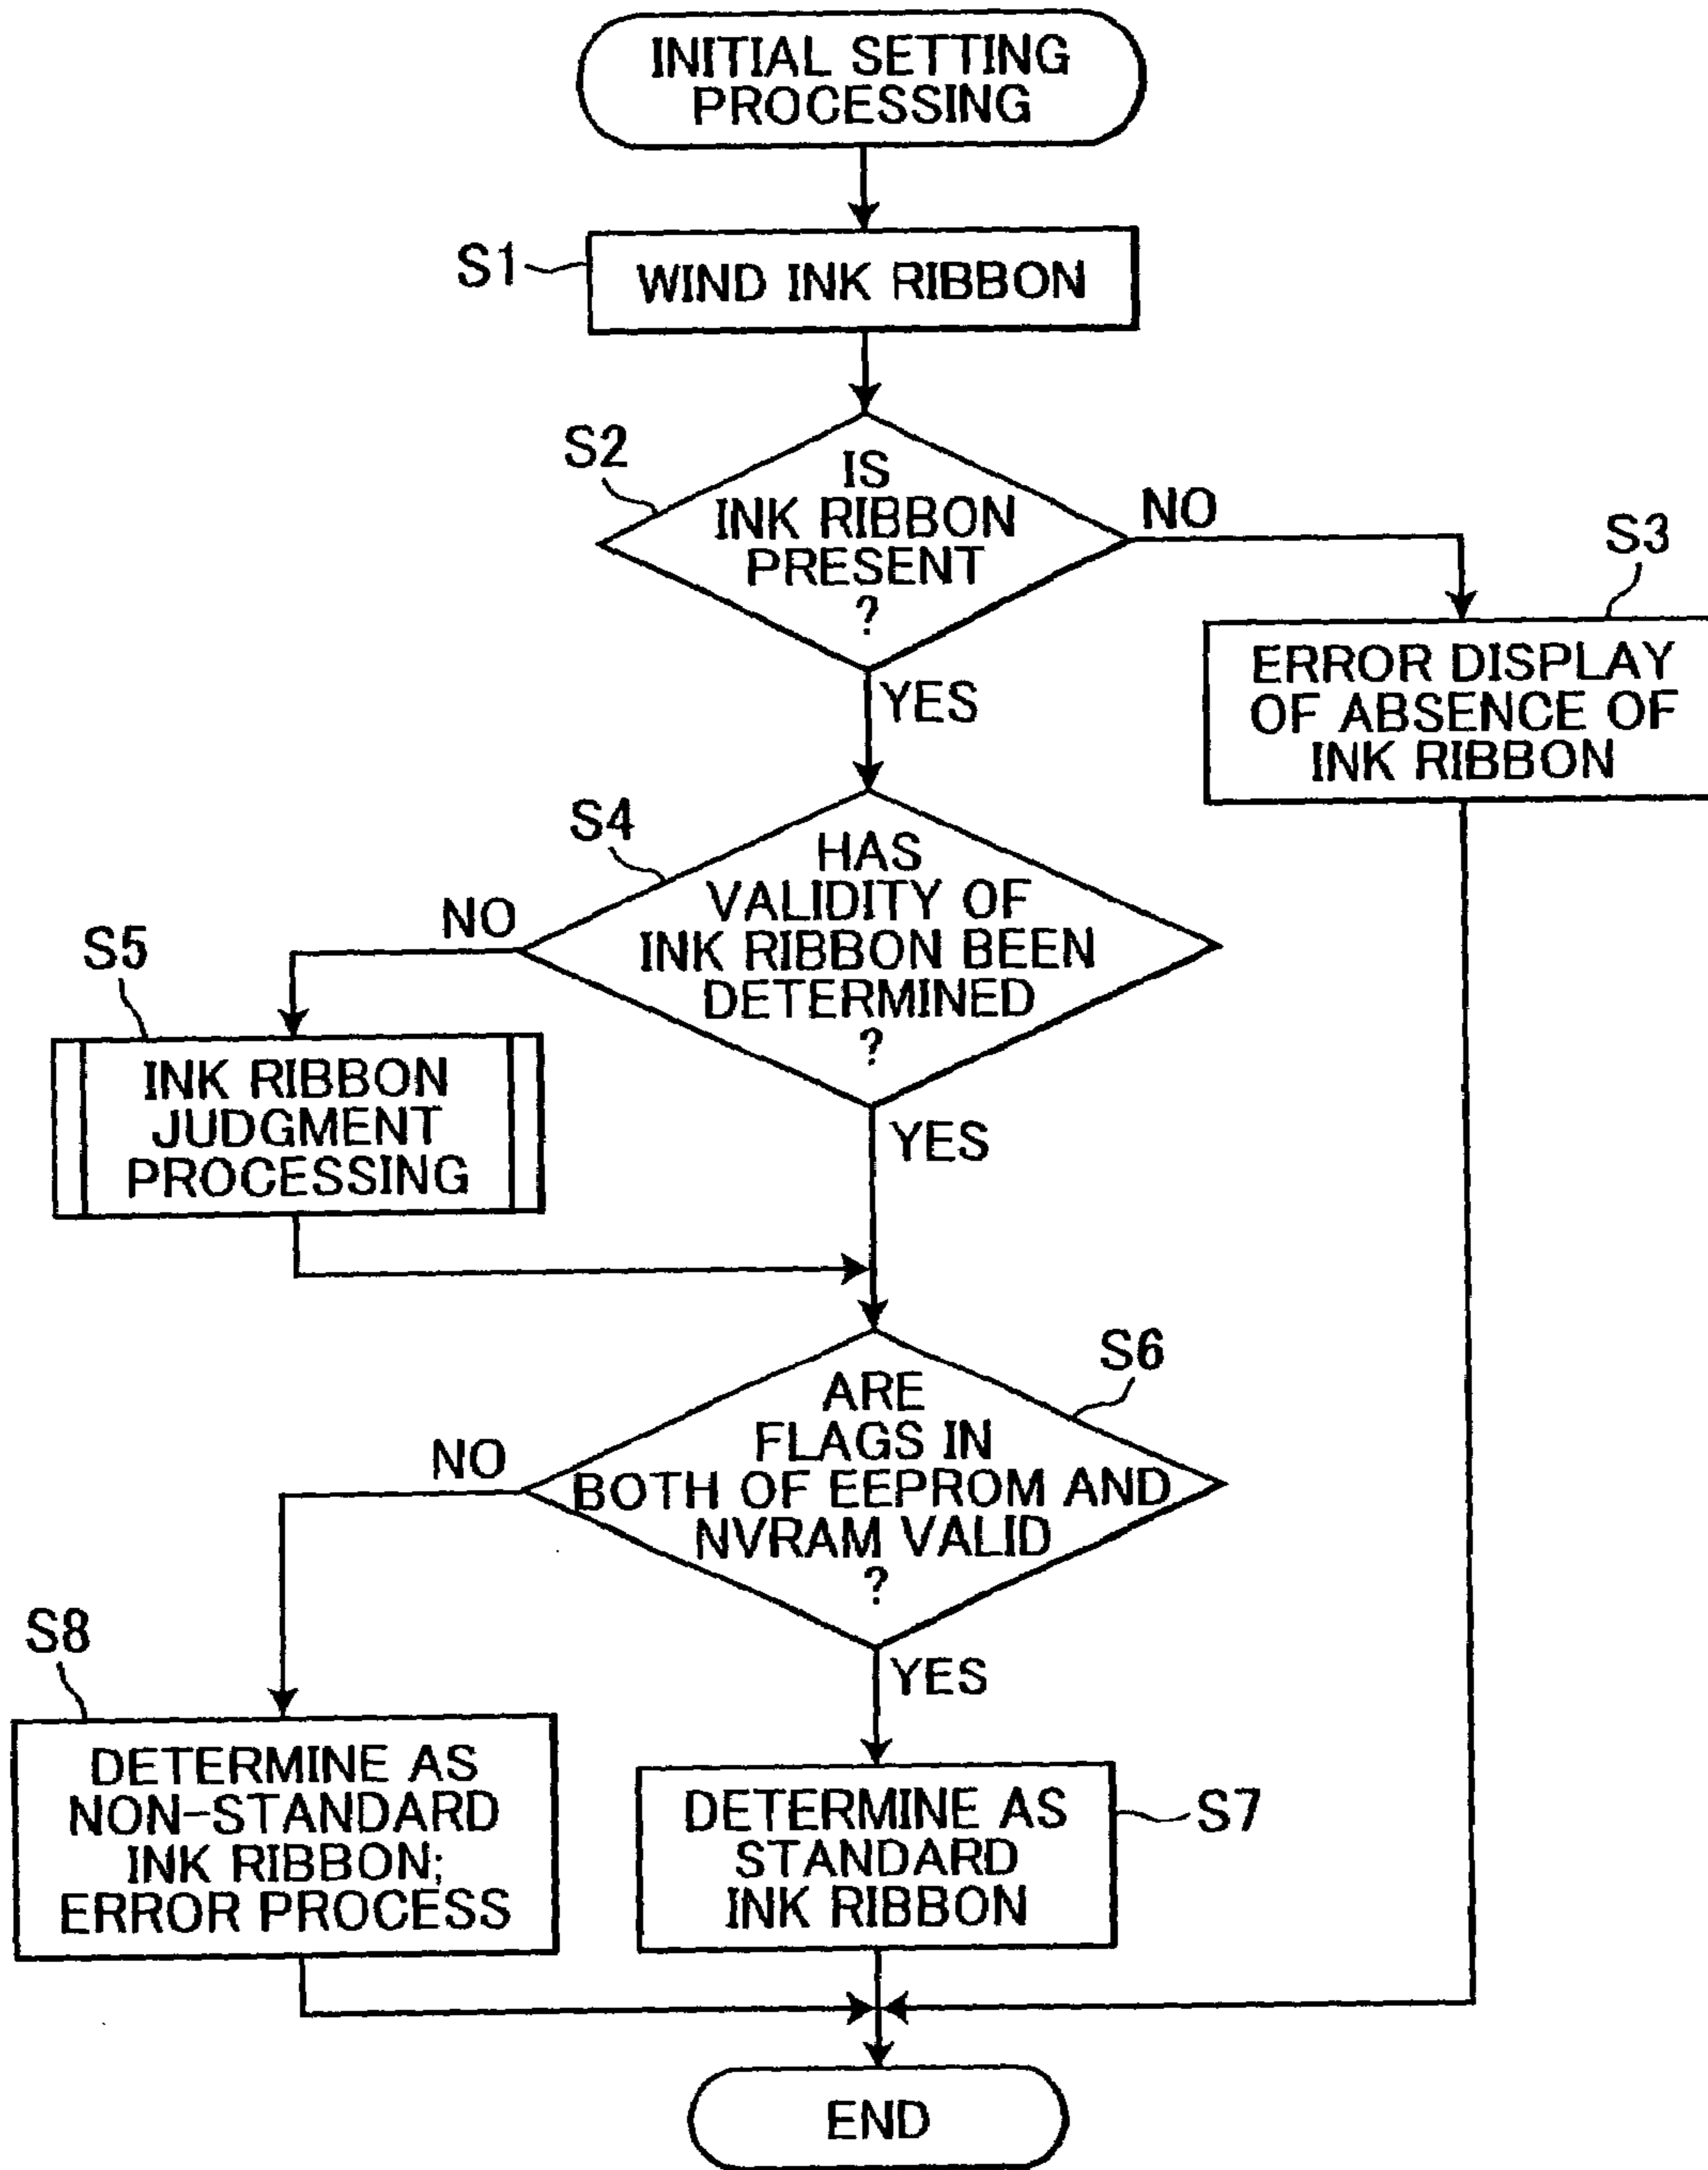 INITIAL SETTING
PROCESSING
S1
WIND INK RIBBON
S2
IS
INK RIBBON
PRESENT
?
NO
S3
ERROR DISPLAY
OF ABSENCE OF
INK RIBBON
YES
S4
HAS
VALIDITY OF
INK RIBBON BEEN
DETERMINED
?
NO
S5
INK RIBBON
JUDGMENT
PROCESSING
YES
S6
ARE
FLAGS IN
BOTH OF EEPROM AND
NVRAM VALID
?
NO
S8
DETERMINE AS
NON-STANDARD
INK RIBBON;
ERROR PROCESS
YES
DETERMINE AS
STANDARD
INK RIBBON
S7
END